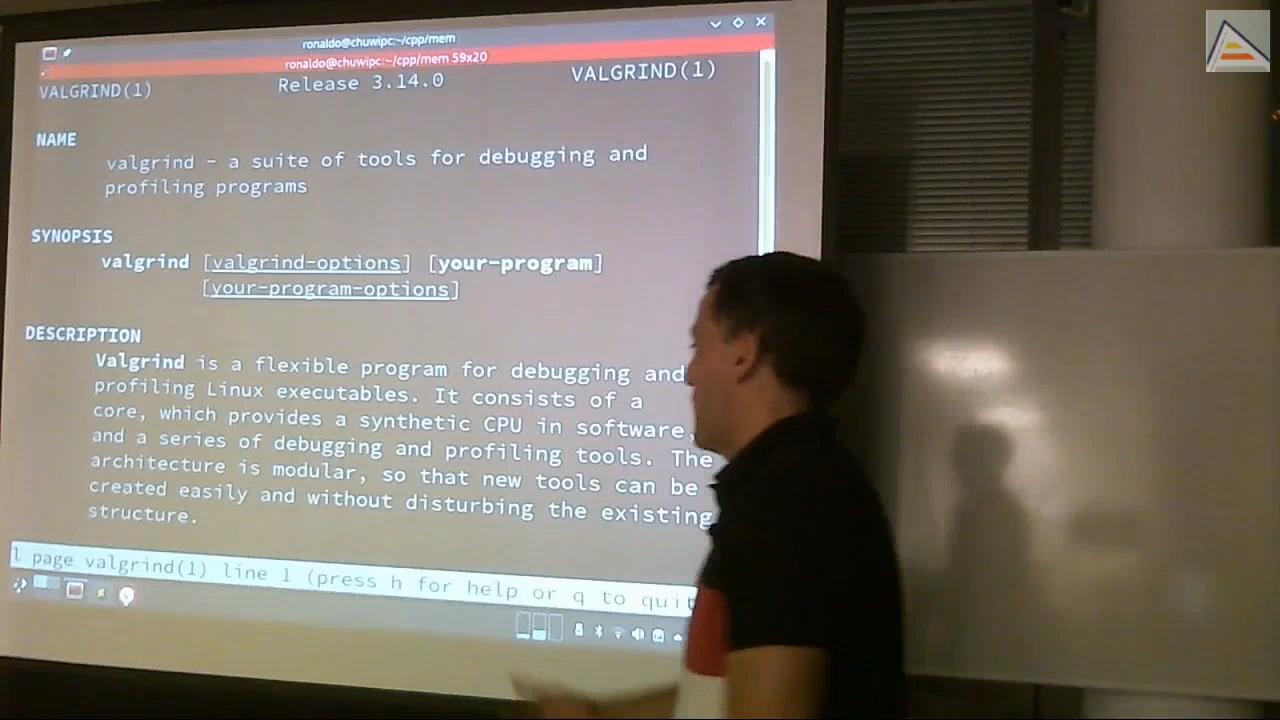 ronaldo@chuwipc:~/cpp/mem
ronaldo@chuwipc:~/cpp/mem 59x20
VALGRIND(1) Release 3.14.0 VALGRIND(1)
NAME
valgrind - a suite of tools for debugging and
profiling programs
SYNOPSIS
valgrind [valgrind-options] [your-program]
[your-program-options]
DESCRIPTION
Valgrind is a flexible program for debugging and
profiling Linux executables. It consists of a
core, which provides a synthetic CPU in software,
and a series of debugging and profiling tools. The
architecture is modular, so that new tools can be
created easily and without disturbing the existing
structure.
l page valgrind(1) line 1 (press h for help or q to quit